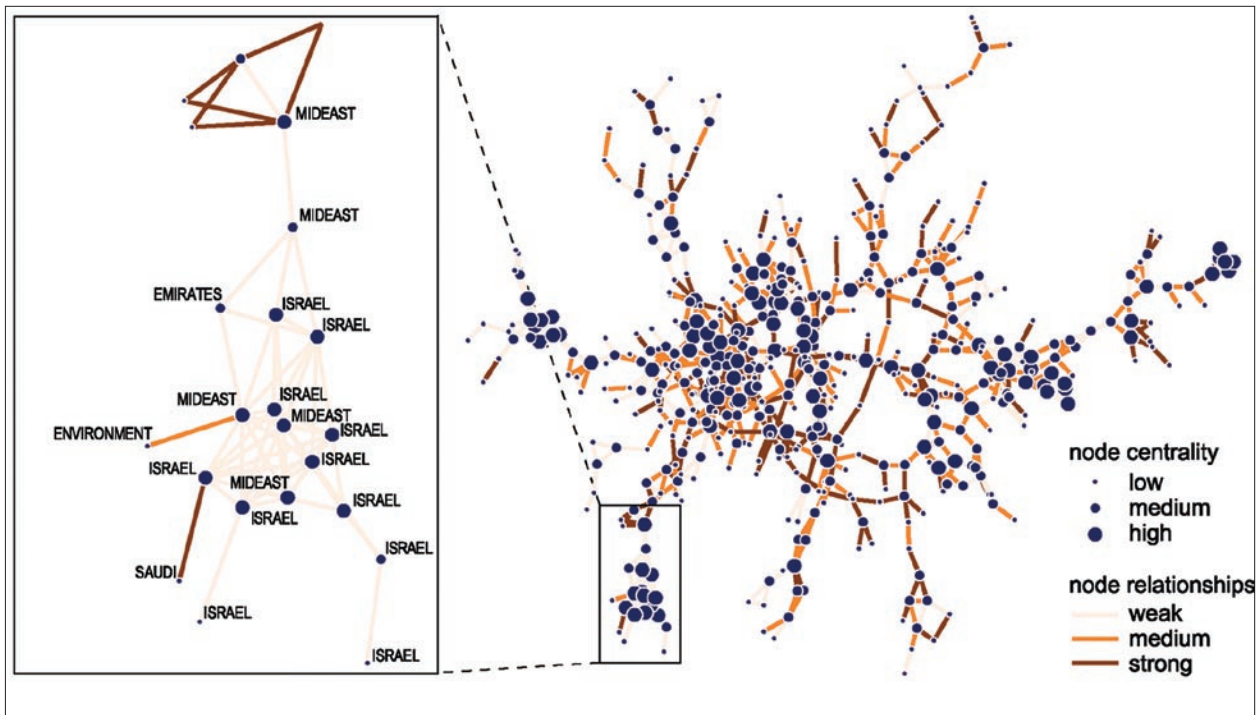 MIDEAST
MIDEAST
EMIRATES
ISRAEL
ISRAEL
MIDEAST
ISRAEL
MIDEAST
ISRAEL
ENVIRONMENT
ISRAEL
ISRAEL
MIDEAST
ISRAEL
ISRAEL
ISRAEL
SAUDI
ISRAEL
ISRAEL
node centrality
low
medium
high
node relationships
weak
medium
strong